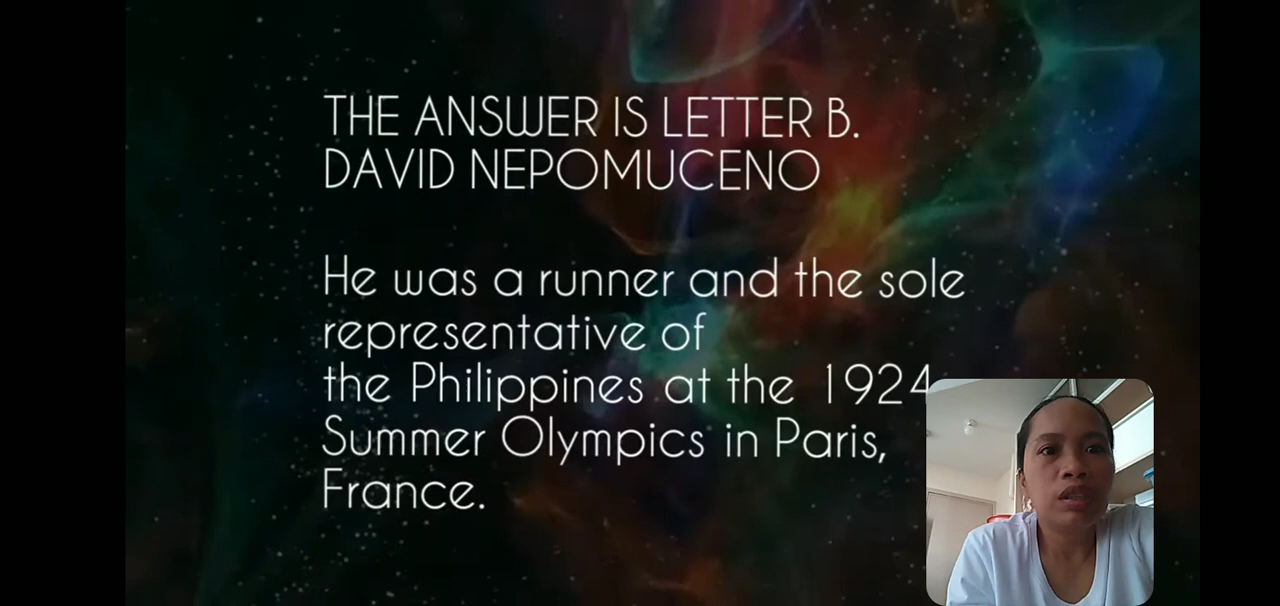 THE ANSWER IS LETTER B.
DAVID NEPOMUCENO
He was a runner and the sole
representative of
the Philippines at the 1924
Summer Olympics in Paris,
France.